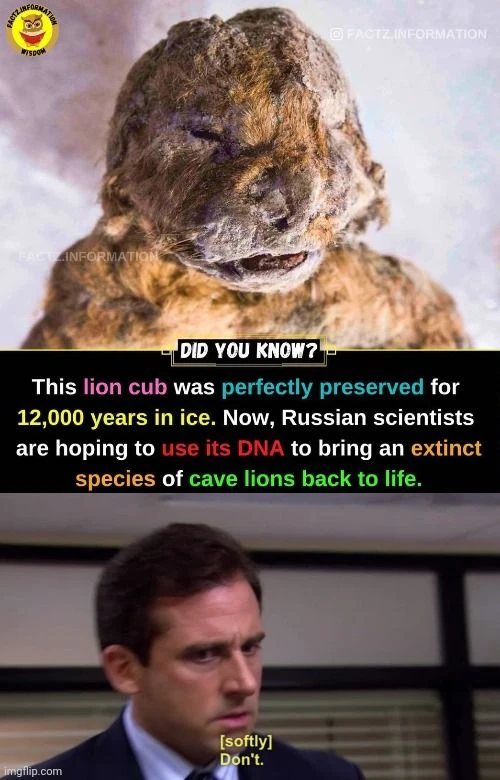 FACTZ.INFORMATION
WISDOM
FACTZ.INFORMATION
FACTZ.INFORMATION
DID YOU KNOW?
This lion cub was perfectly preserved for
12,000 years in ice. Now, Russian scientists
are hoping to use its DNA to bring an extinct
species of cave lions back to life.
[softly]
Don't.
imgflip.com